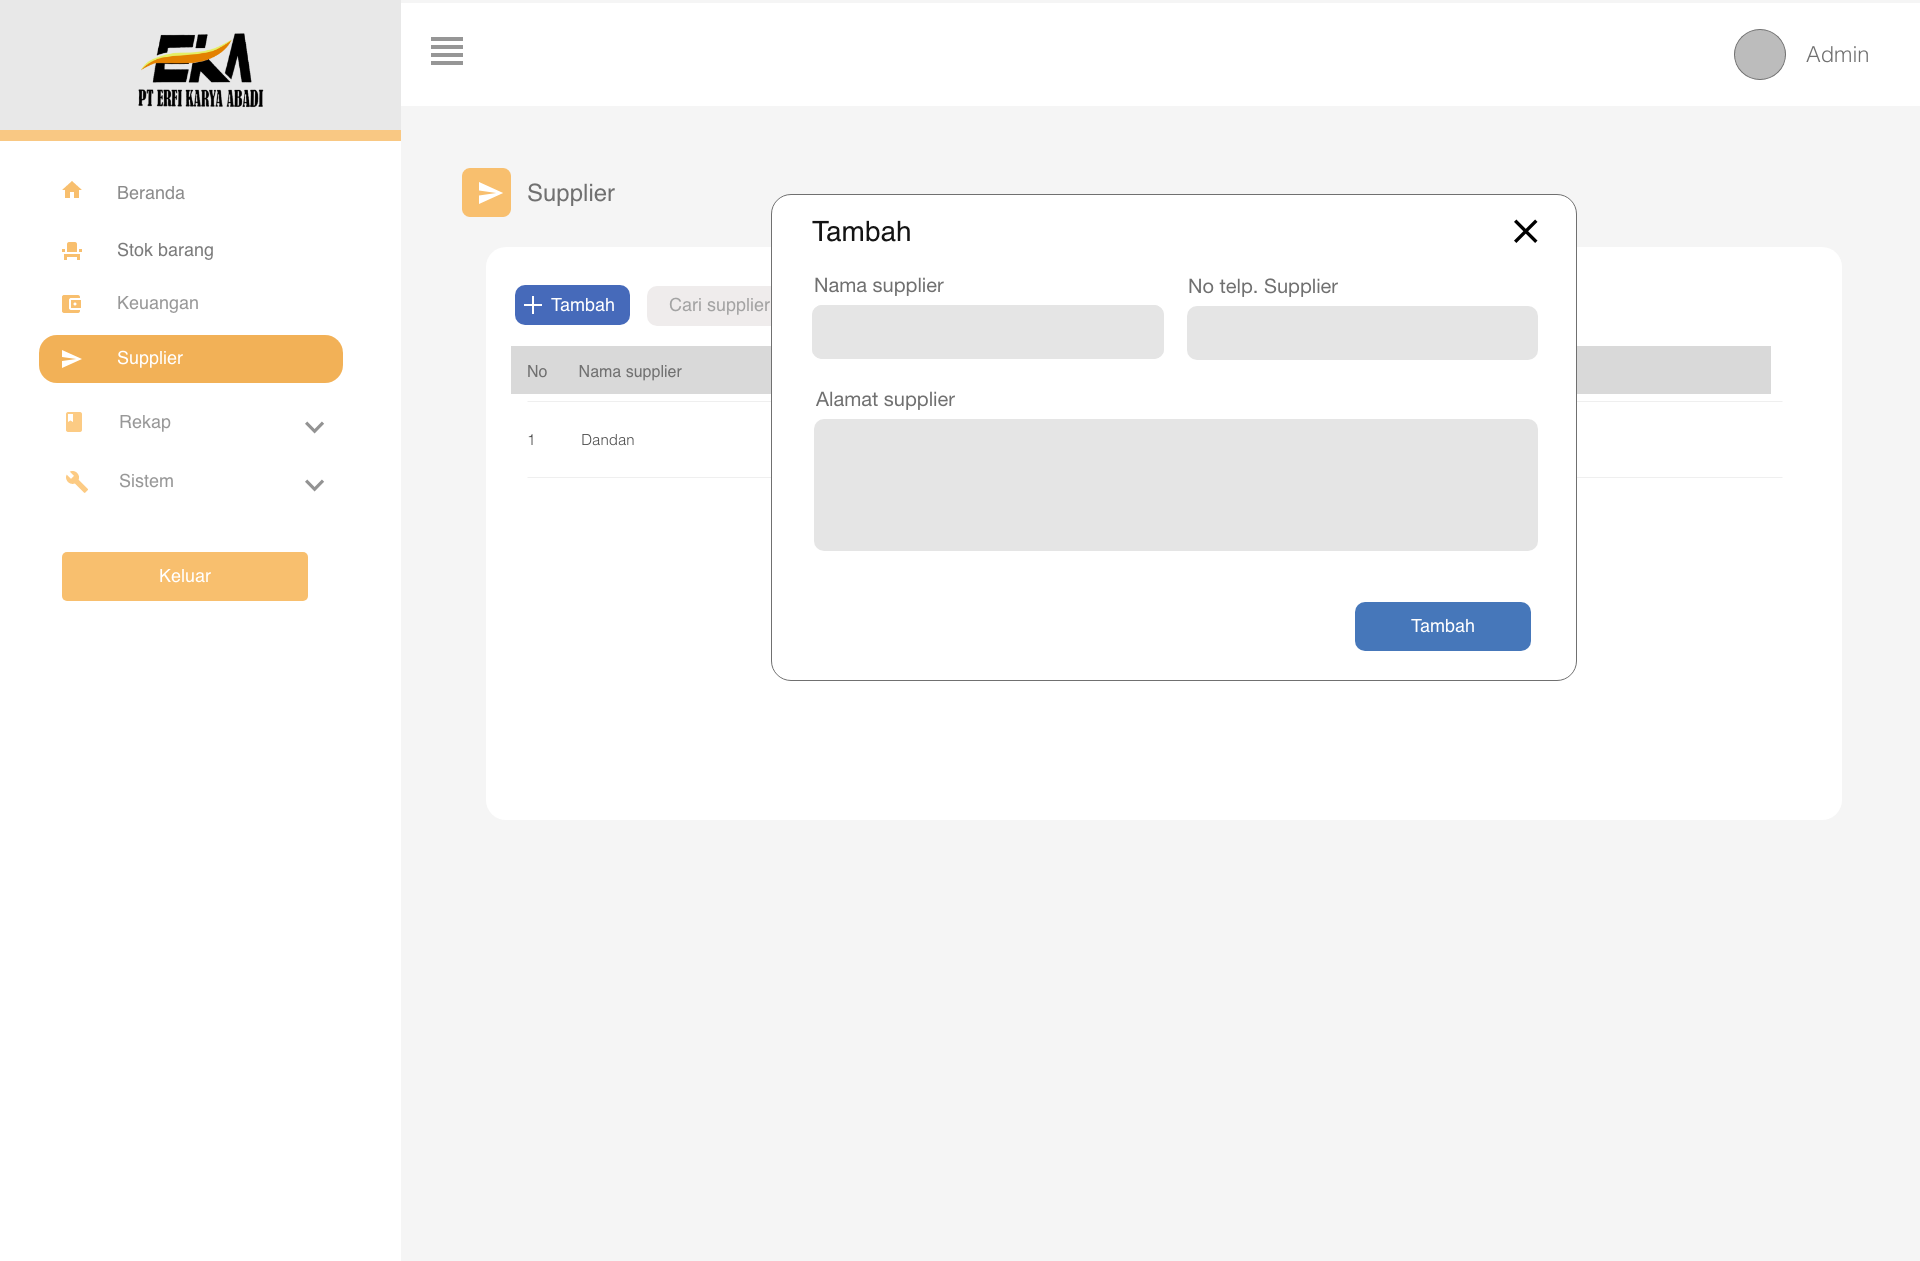 EKA
PT ERFI KARYA ABADI
Admin
Beranda
Stok barang
Keuangan
Supplier
Rekap
Sistem
Keluar
Supplier
Tambah
Cari supplier
No Nama supplier
1 Dandan
Tambah
Nama supplier
No telp. Supplier
Alamat supplier
Tambah